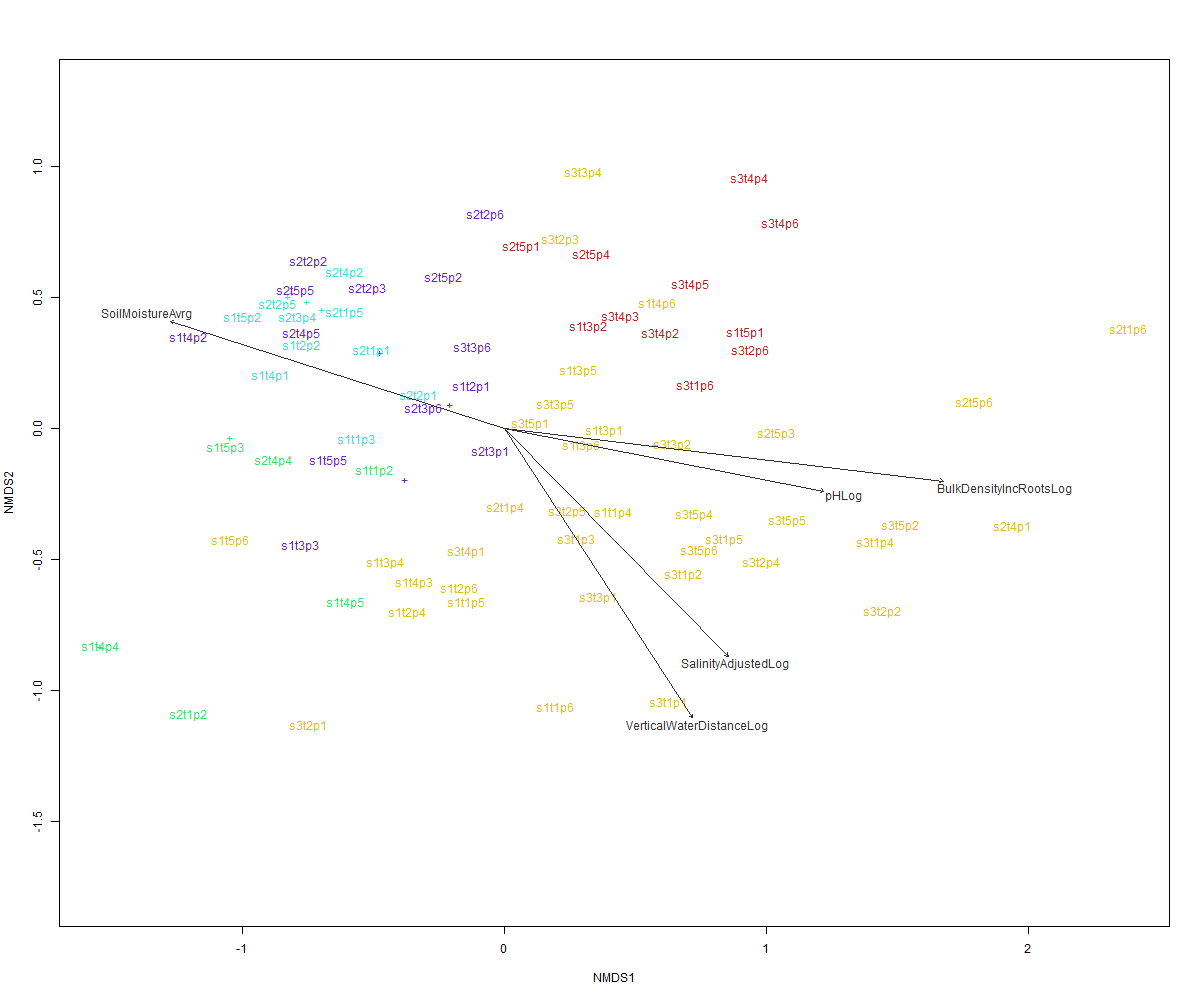 1.0
s3t3p4
s3t4p4
s2t2p6
s3t4p6
s2t5p1
s3t2p3
s2t5p4
s2t2p2
s2t4p2
s2t5p2
s3t4p5
s2t5p5
s2t2p3
0.5
s2t2p5
s1t4p6
SoilMoistureAvrg
s1t5p2
s2t3p4
s2t1p5
s3t4p3
s1t3p2
s2t1p6
s1t4p2
s2t4p5
s3t4p2
s1t5p1
s1t2p2
s2t1p1
s3t3p6
s3t2p6
s1t4p1
s3t1p5
s1t2p1
s3t1p6
s2t2p1
s2t3p6
s3t3p5
s2t5p6
0.0
s3t5p1
s1t3p1
s2t5p3
s1t5p3
s1t1p3
s3t3p2
s2t3p1
s2t4p4
s1t5p5
s1t1p2
NMDS2
BulkDensityIncRootsLog
pHLog
s2t1p4
s3t2p5
s1t1p4
s3t5p4
s3t5p5
s3t5p2
s2t4p1
s1t5p6
s1t3p3
s3t1p3
s1t1p5
s3t1p4
-0.5
s3t4p1
s3t5p6
s1t3p4
s3t2p4
s1t4p3
s1t2p6
s3t1p2
s1t4p5
s1t2p4
s1t1p5
s3t3p1
s3t2p2
s1t4p4
SalinityAdjustedLog
-1.0
s2t1p2
s1t1p6
s3t1p1
s3t2p1
VerticalWaterDistanceLog
-1.5
-1
0
1
2
NMDS1